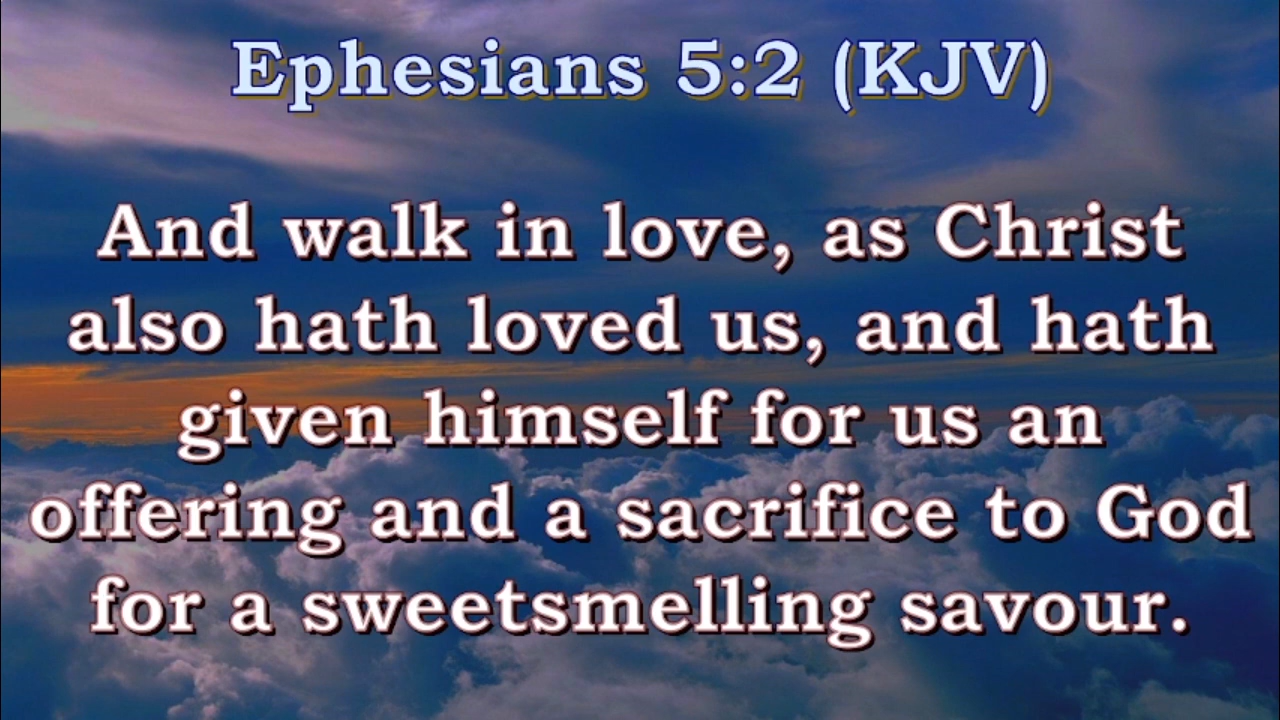 Ephesians 5:2 (KJV)
And walk in love, as Christ
also hath loved us, and hath
given himself for us an
offering and a sacrifice to God
for a sweetsmelling savour.